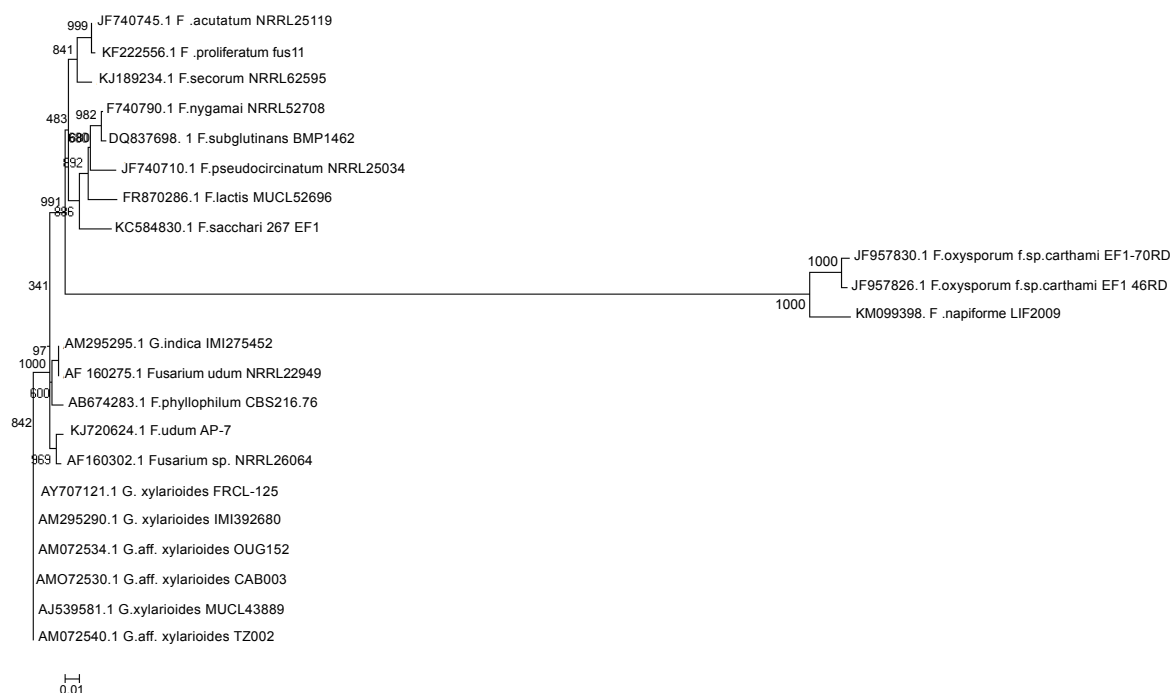 999 JF740745.1 F .acutatum NRRL25119
841 KF222556.1 F .proliferatum fus11
KJ189234.1 F.secorum NRRL62595
982 F740790.1 F.nygamai NRRL52708
483
DQ837698. 1 F.subglutinans BMP1462
892 JF740710.1 F.pseudocircinatum NRRL25034
FR870286.1 F.lactis MUCL52696
991
886
KC584830.1 F.sacchari 267 EF1
1000 JF957830.1 F.oxysporum f.sp.carthami EF1-70RD
341 JF957826.1 F.oxysporum f.sp.carthami EF1 46RD
1000
KM099398. F .napiforme LIF2009
AM295295.1 G.indica IMI275452
97
1000
AF 160275.1 Fusarium udum NRRL22949
600
AB674283.1 F.phyllophilum CBS216.76
842
KJ720624.1 F.udum AP-7
969 AF160302.1 Fusarium sp. NRRL26064
AY707121.1 G. xylarioides FRCL-125
AM295290.1 G. xylarioides IMI392680
AM072534.1 G.aff. xylarioides OUG152
AMO72530.1 G.aff. xylarioides CAB003
AJ539581.1 G.xylarioides MUCL43889
AM072540.1 G.aff. xylarioides TZ002
0.01